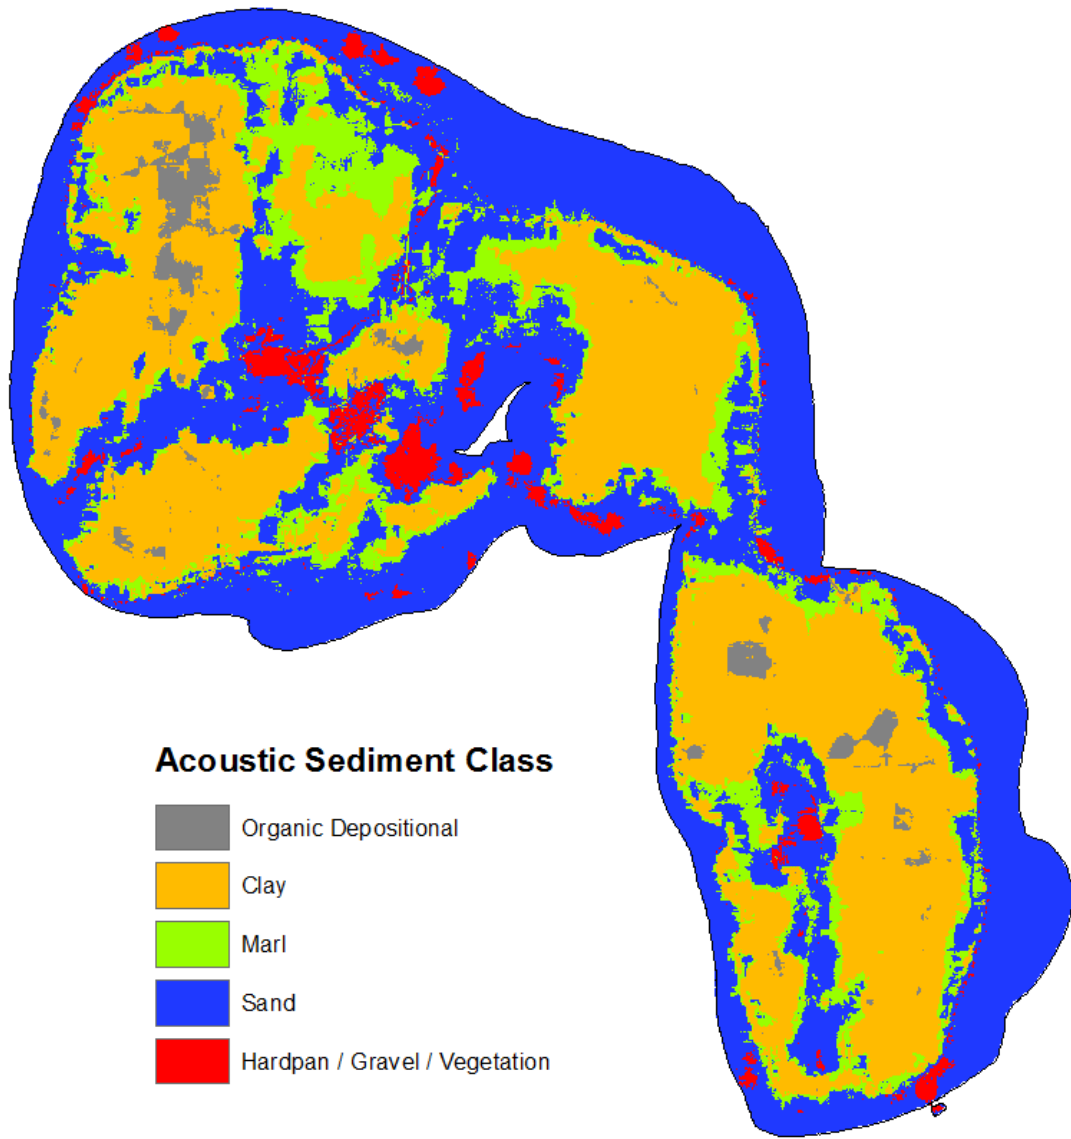 Acoustic Sediment Class
Organic Depositional
Clay
Marl
Sand
Hardpan / Gravel / Vegetation